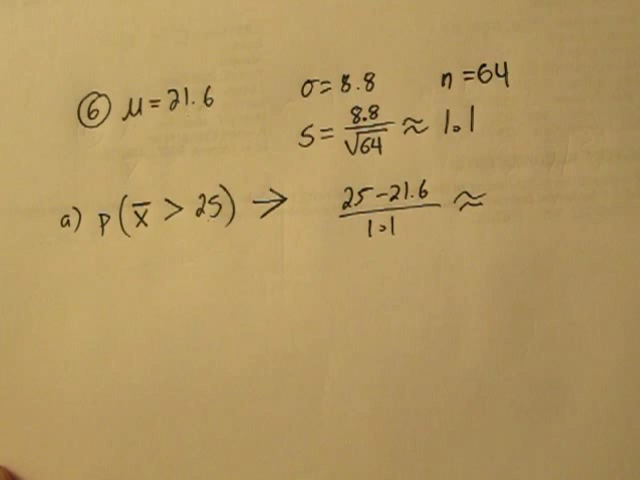 ⑥ μ = 21.6 σ = 8.8 n = 64
S = 8.8/√64 ≈ 1.1
a) p(x̄ > 25) → (25 − 21.6)/1.1 ≈